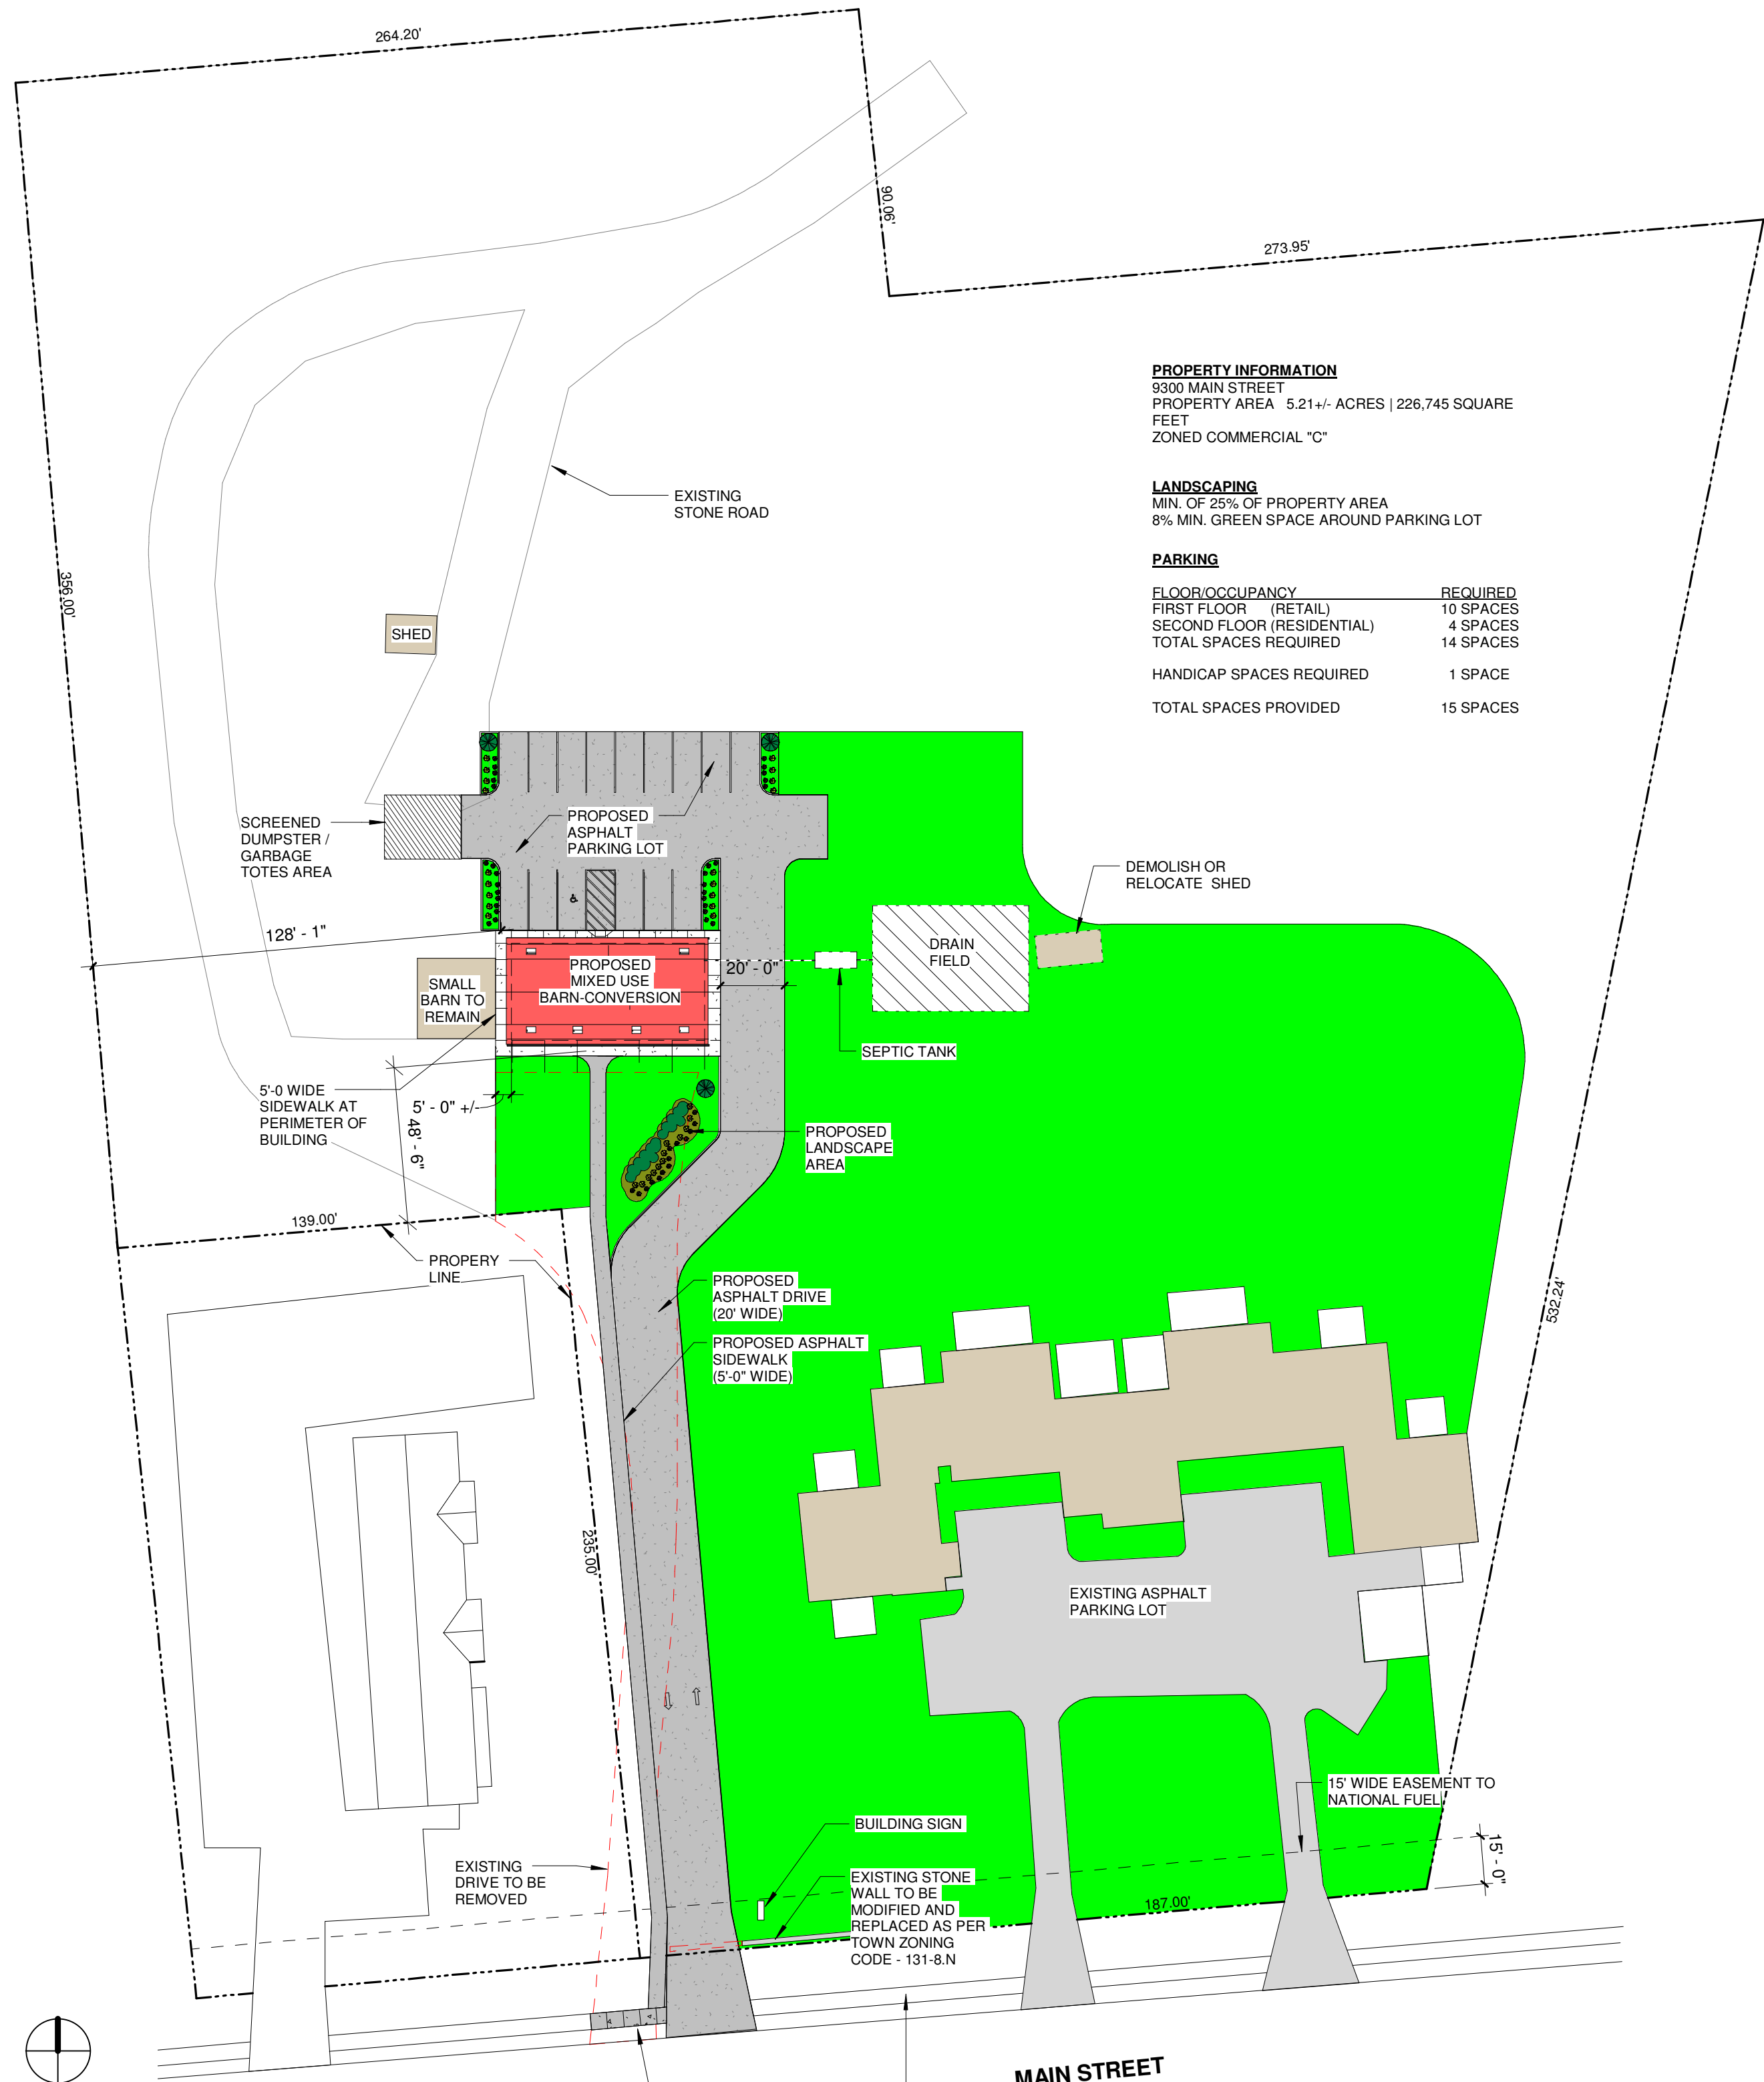 264.20'
90.06'
273.95'
PROPERTY INFORMATION
9300 MAIN STREET
PROPERTY AREA 5.21+/- ACRES | 226,745 SQUARE
FEET
ZONED COMMERCIAL "C"
LANDSCAPING
MIN. OF 25% OF PROPERTY AREA
8% MIN. GREEN SPACE AROUND PARKING LOT
PARKING
FLOOR/OCCUPANCY REQUIRED
FIRST FLOOR (RETAIL) 10 SPACES
SECOND FLOOR (RESIDENTIAL) 4 SPACES
TOTAL SPACES REQUIRED 14 SPACES
HANDICAP SPACES REQUIRED 1 SPACE
TOTAL SPACES PROVIDED 15 SPACES
EXISTING
STONE ROAD
356.00'
SHED
SCREENED
DUMPSTER /
GARBAGE
TOTES AREA
PROPOSED
ASPHALT
PARKING LOT
DEMOLISH OR
RELOCATE SHED
128' - 1"
DRAIN
FIELD
20' - 0"
PROPOSED
MIXED USE
BARN-CONVERSION
SMALL
BARN TO
REMAIN
SEPTIC TANK
5'-0 WIDE
SIDEWALK AT
PERIMETER OF
BUILDING
5' - 0" +/-
48' - 6"
PROPOSED
LANDSCAPE
AREA
139.00'
PROPERY
LINE
PROPOSED
ASPHALT DRIVE
(20' WIDE)
PROPOSED ASPHALT
SIDEWALK
(5'-0" WIDE)
532.24'
235.00'
EXISTING ASPHALT
PARKING LOT
15' WIDE EASEMENT TO
NATIONAL FUEL
15' - 0"
BUILDING SIGN
EXISTING
DRIVE TO BE
REMOVED
EXISTING STONE
WALL TO BE
MODIFIED AND
REPLACED AS PER
TOWN ZONING
CODE - 131-8.N
187.00'
MAIN STREET